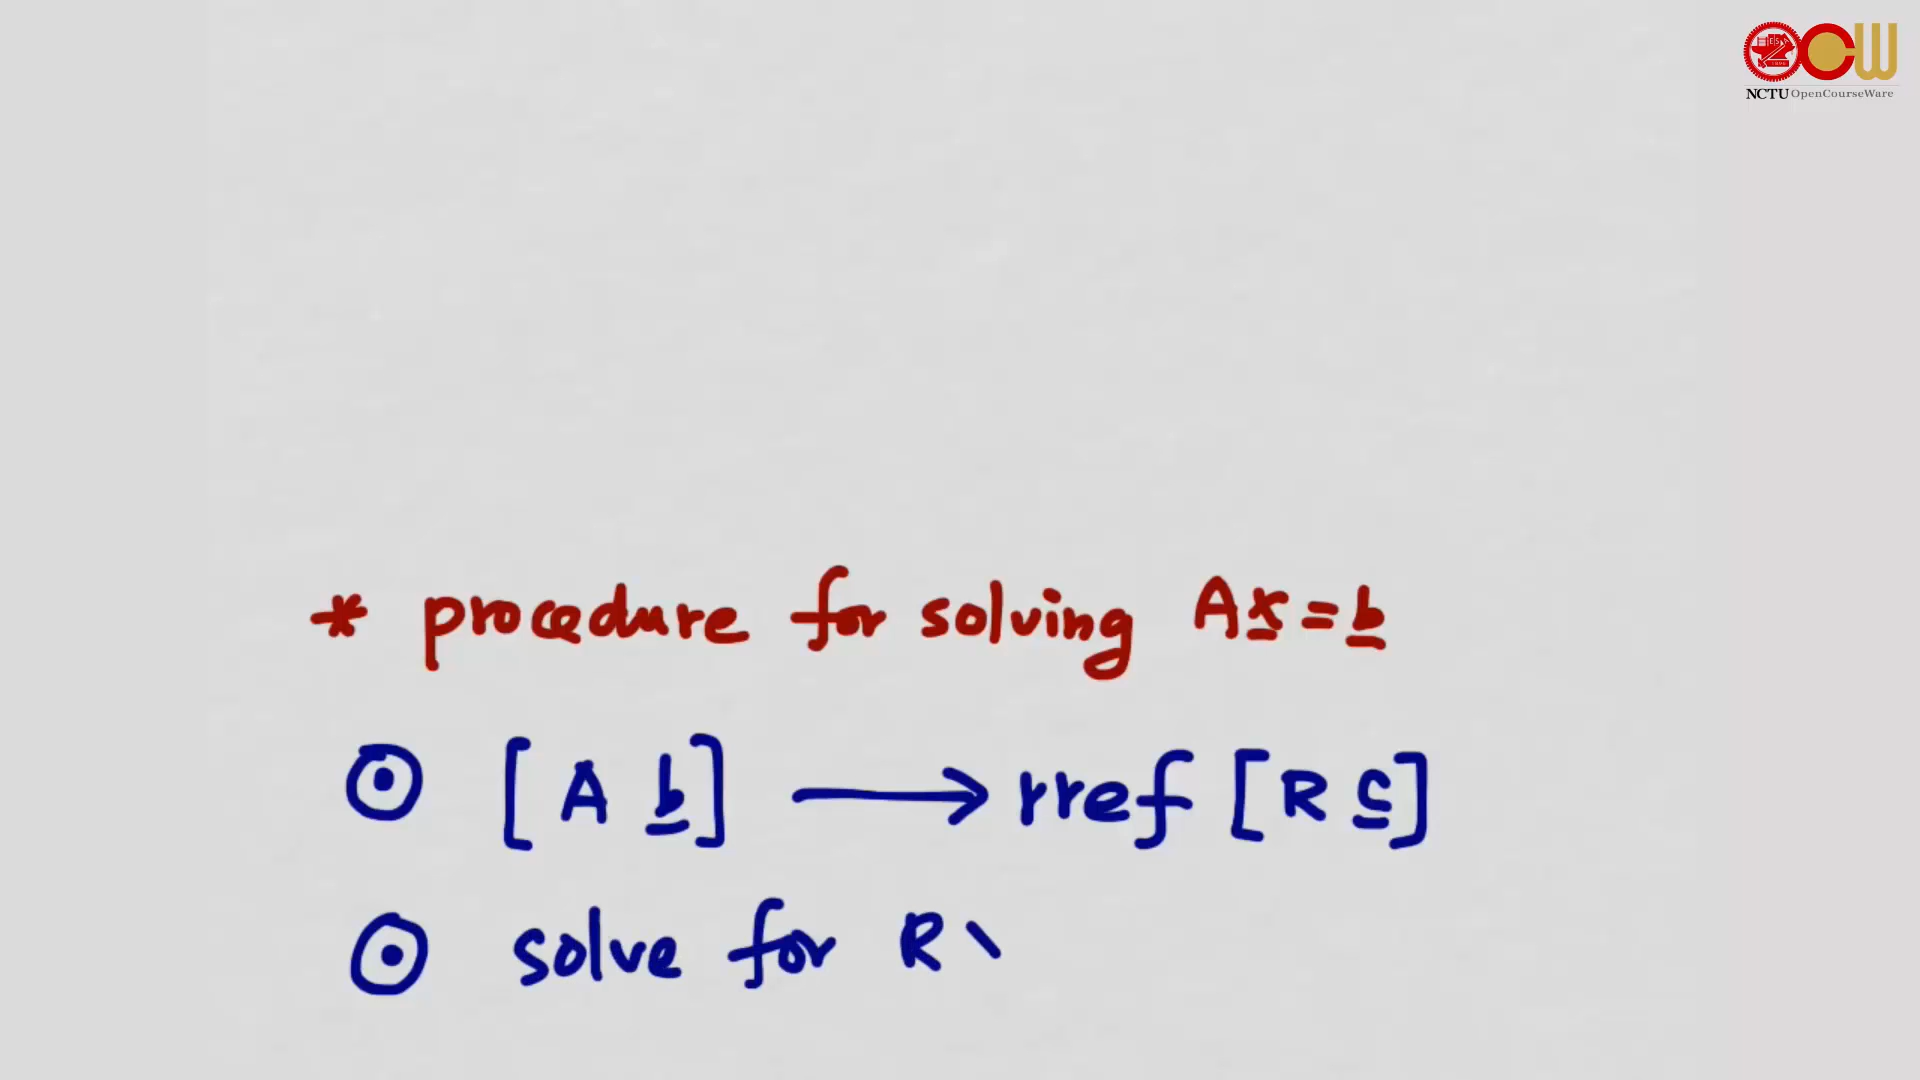 NCTU OpenCourseWare
* procedure for solving Ax = b
⊙ [A b] → rref [R c]
⊙ solve for R \